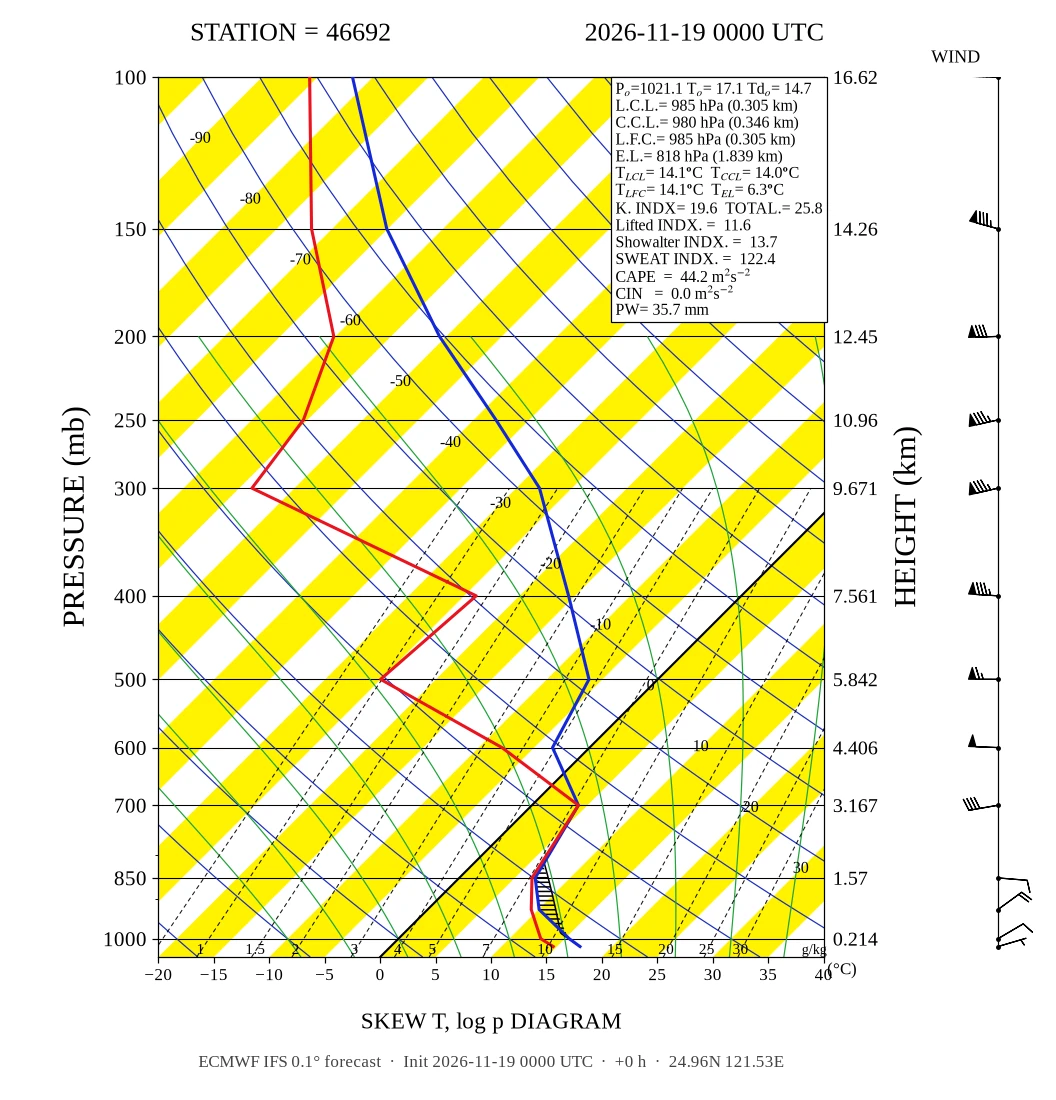 STATION = 46692
2026-11-19 0000 UTC
WIND
100
150
200
250
300
400
500
600
700
850
1000
PRESSURE (mb)
-90
-80
-70
-60
-50
-40
-30
-20
-10
0
10
20
30
Pₒ=1021.1 Tₒ= 17.1 Tdₒ= 14.7
L.C.L.= 985 hPa (0.305 km)
C.C.L.= 980 hPa (0.346 km)
L.F.C.= 985 hPa (0.305 km)
E.L.= 818 hPa (1.839 km)
T_LCL= 14.1°C T_CCL= 14.0°C
T_LFC= 14.1°C T_EL= 6.3°C
K. INDX= 19.6 TOTAL.= 25.8
Lifted INDX. = 11.6
Showalter INDX. = 13.7
SWEAT INDX. = 122.4
CAPE = 44.2 m²s⁻²
CIN = 0.0 m²s⁻²
PW= 35.7 mm
16.62
14.26
12.45
10.96
9.671
7.561
5.842
4.406
3.167
1.57
0.214
HEIGHT (km)
1 1.5 2 3 4 5 7 10 15 20 25 30 g/kg
−20 −15 −10 −5 0 5 10 15 20 25 30 35 40 (°C)
SKEW T, log p DIAGRAM
ECMWF IFS 0.1° forecast · Init 2026-11-19 0000 UTC · +0 h · 24.96N 121.53E